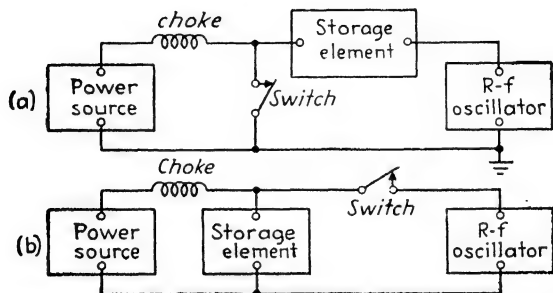 choke
Storage
element
(a)
Power
source
Switch
R-f
oscillator
Choke
Switch
(b)
Power
source
Storage
element
R-f
oscillator